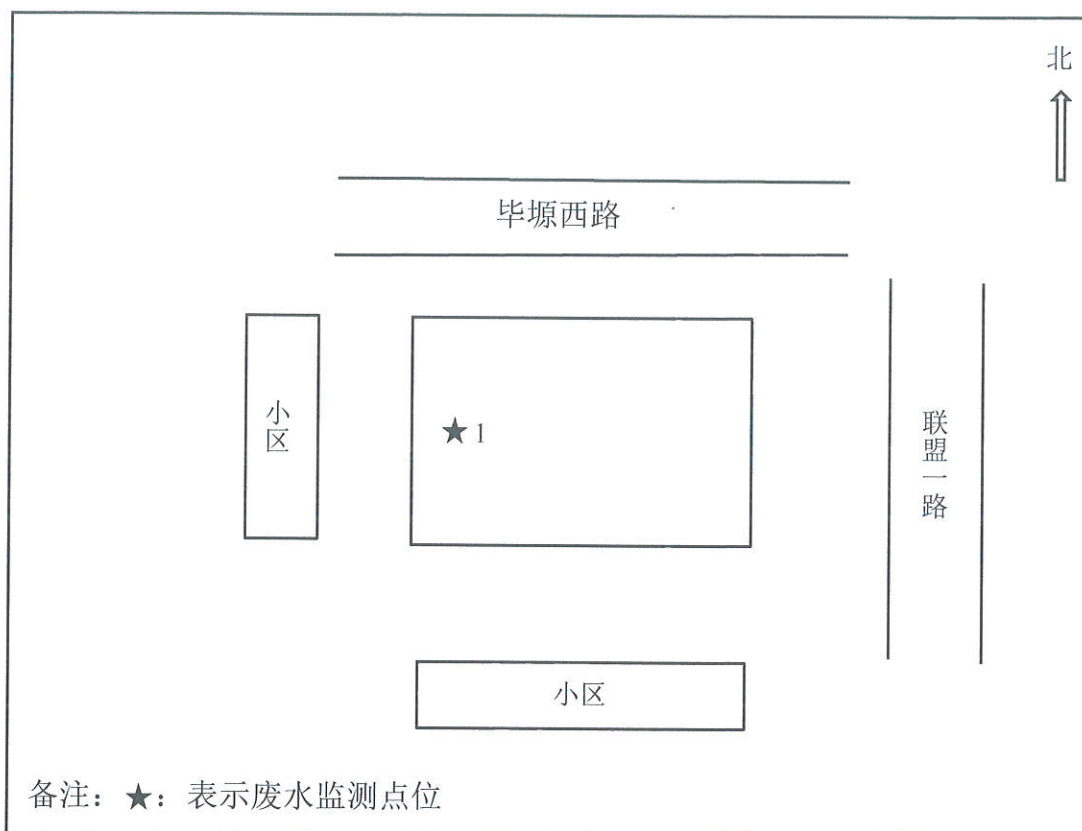 北
毕塬西路
小区
★1
联盟一路
小区
备注：★：表示废水监测点位